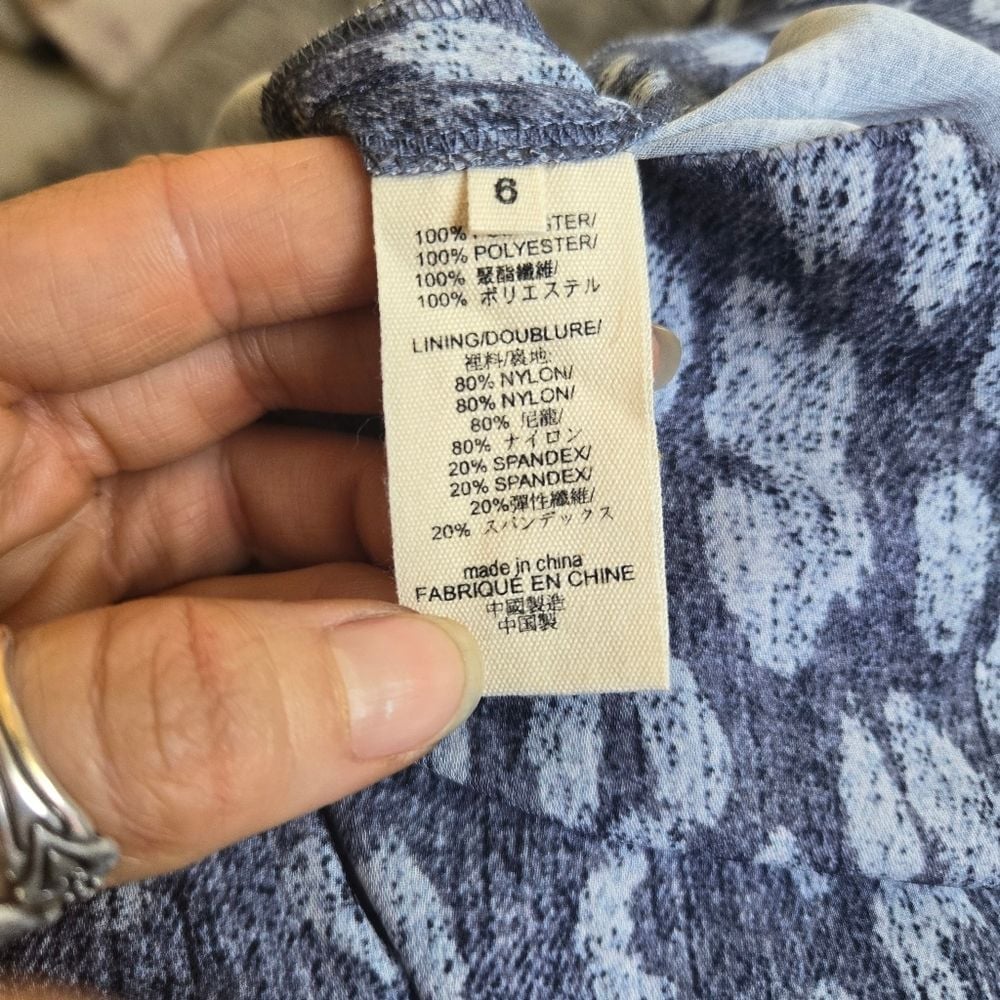 6
100% STER/
100% POLYESTER/
100% 聚酯纖維/
100% ポリエステル
LINING/DOUBLURE/
裡料/裏地:
80% NYLON/
80% NYLON/
80% 尼龍/
80% ナイロン
20% SPANDEX/
20% SPANDEX/
20%彈性纖維/
20% スパンデックス
made in china
FABRIQUE EN CHINE
中國製造
中国製